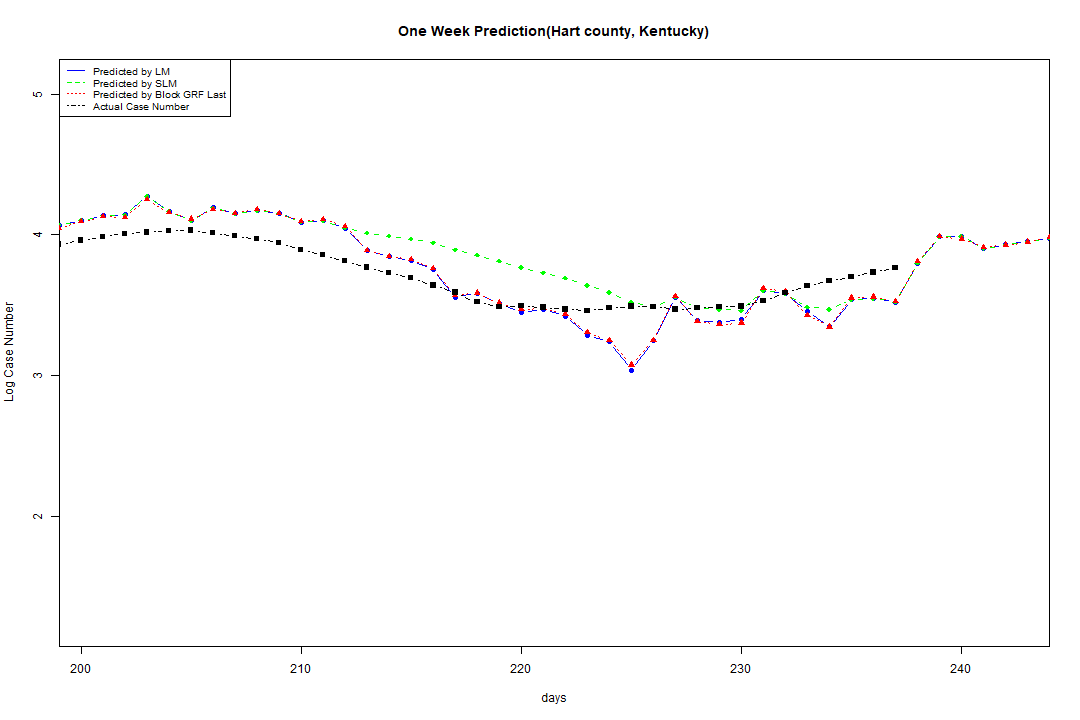 One Week Prediction(Hart county, Kentucky)
Predicted by LM
Predicted by SLM
Predicted by Block GRF Last
Actual Case Number
5
4
3
2
Log Case Number
200 210 220 230 240
days